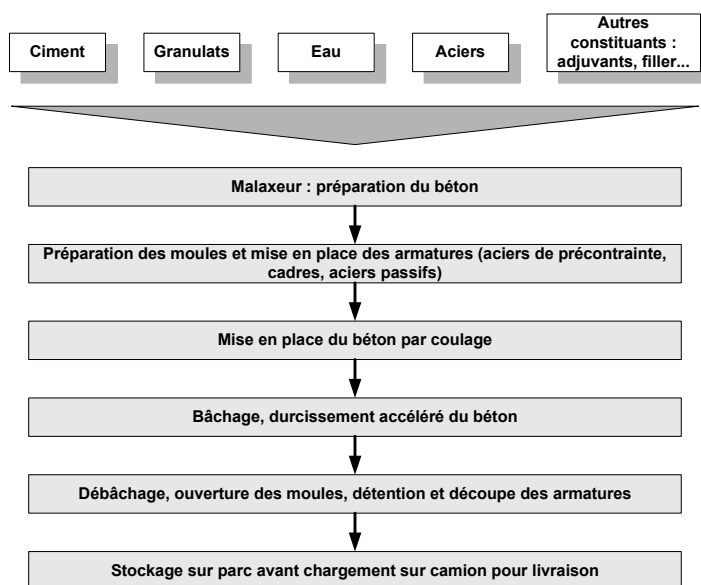 Ciment
Granulats
Eau
Aciers
Autres
constituants :
adjuvants, filler...
Malaxeur : préparation du béton
Préparation des moules et mise en place des armatures (aciers de précontrainte,
cadres, aciers passifs)
Mise en place du béton par coulage
Bâchage, durcissement accéléré du béton
Débâchage, ouverture des moules, détention et découpe des armatures
Stockage sur parc avant chargement sur camion pour livraison